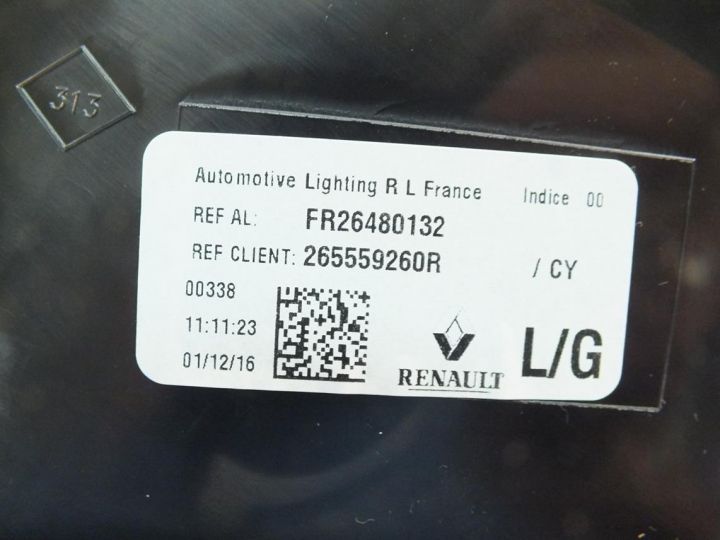 313
Automotive Lighting R L France Indice 00
REF AL: FR26480132
REF CLIENT: 265559260R / CY
00338
11:11:23
01/12/16
RENAULT
L/G